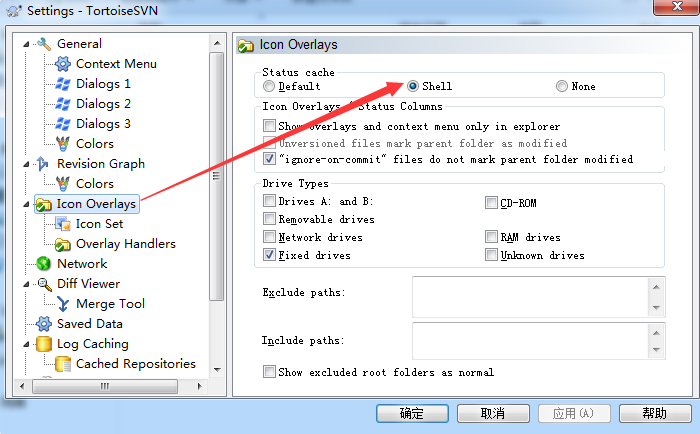 Settings - TortoiseSVN
General
Context Menu
Dialogs 1
Dialogs 2
Dialogs 3
Colors
Revision Graph
Colors
Icon Overlays
Icon Set
Overlay Handlers
Network
Diff Viewer
Merge Tool
Saved Data
Log Caching
Cached Repositories
Icon Overlays
Status cache
Default Shell None
Icon Overlays / Status Columns
Show overlays and context menu only in explorer
Unversioned files mark parent folder as modified
"ignore-on-commit" files do not mark parent folder modified
Drive Types
Drives A: and B: CD-ROM
Removable drives
Network drives RAM drives
Fixed drives Unknown drives
Exclude paths:
Include paths:
Show excluded root folders as normal
确定 取消 应用(A) 帮助